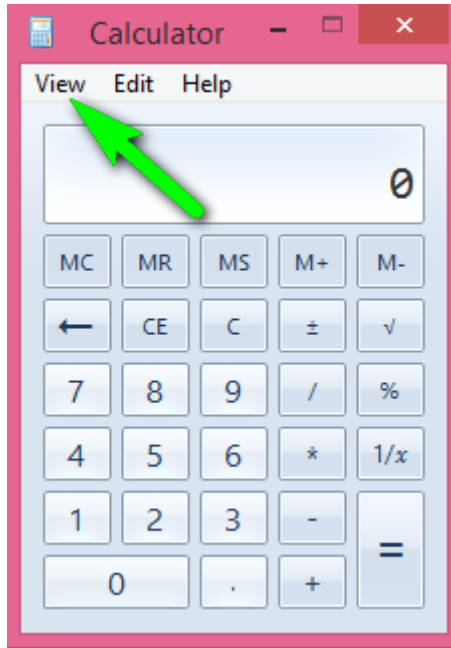 Calculator
View Edit Help
0
MC MR MS M+ M-
← CE C ± √
7 8 9 / %
4 5 6 * 1/x
1 2 3 - =
0 . +